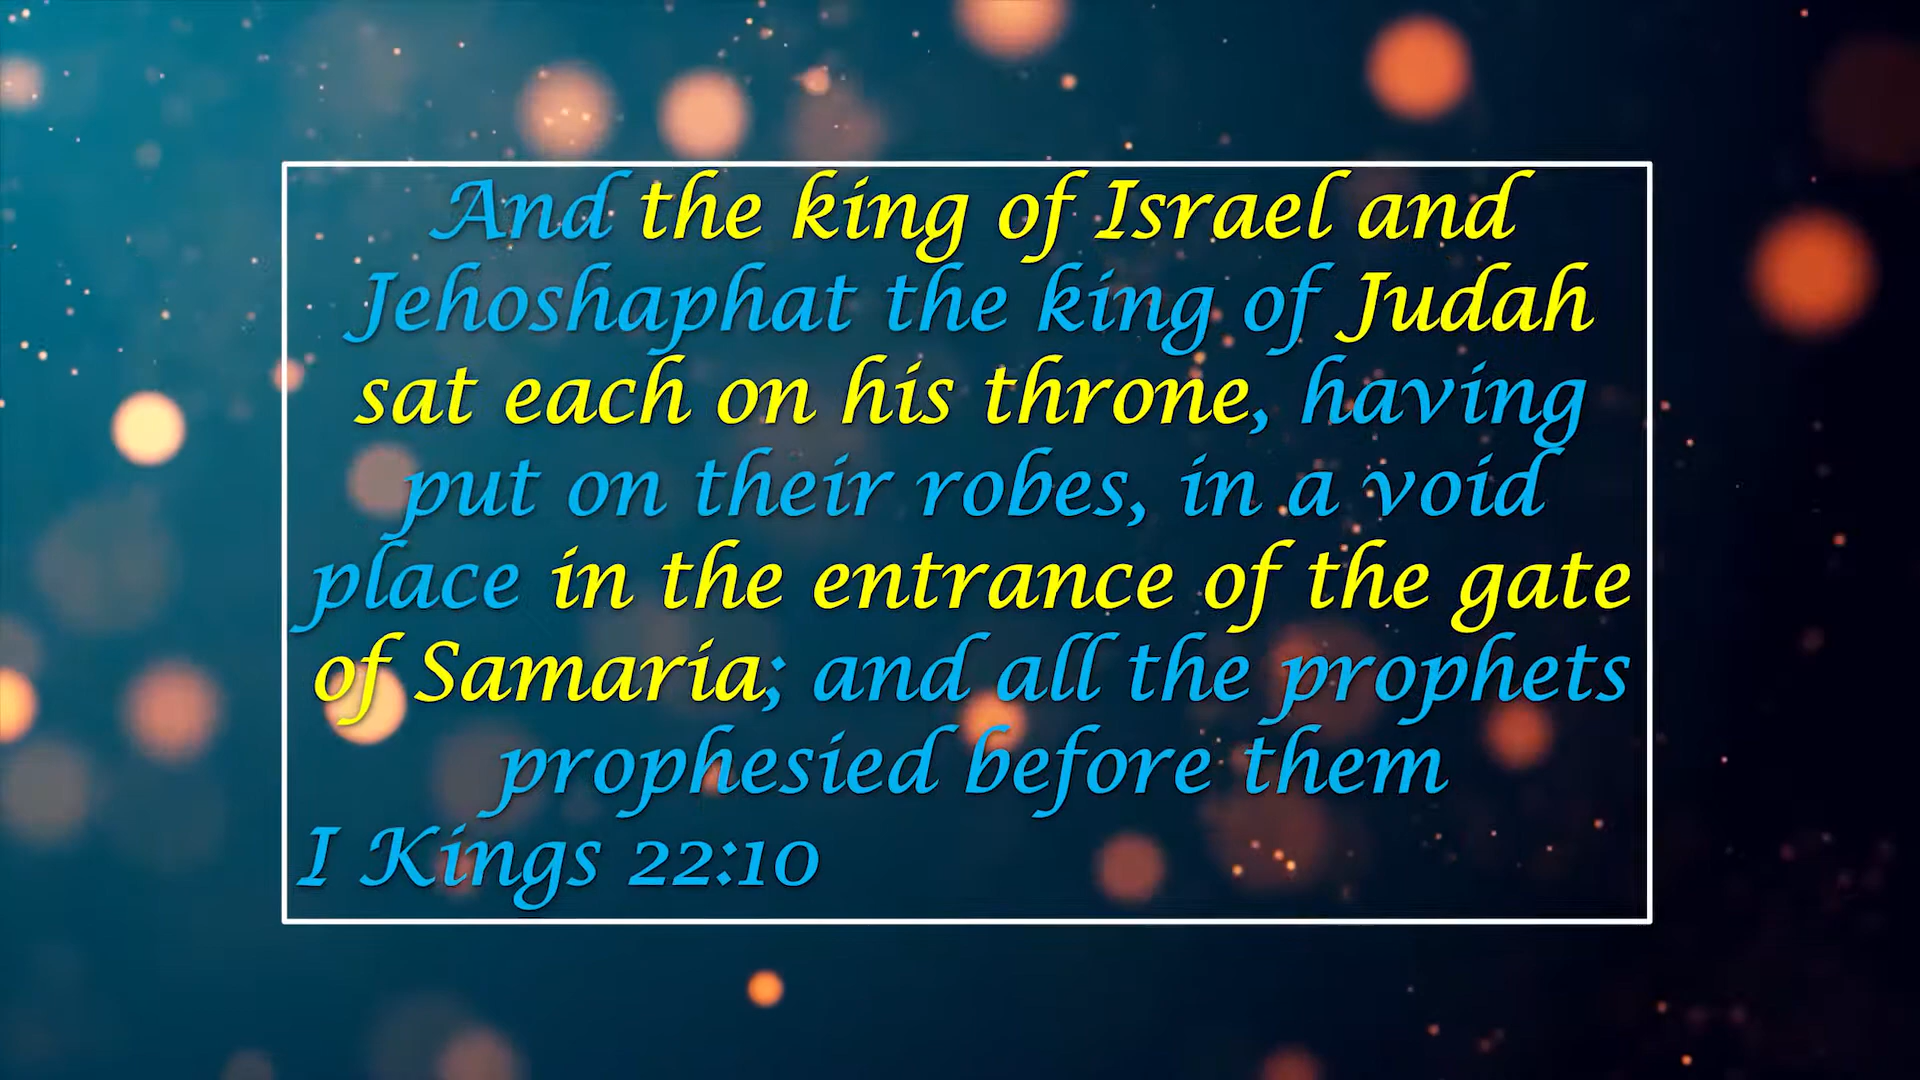 And the king of Israel and
Jehoshaphat the king of Judah
sat each on his throne, having
put on their robes, in a void
place in the entrance of the gate
of Samaria; and all the prophets
prophesied before them
I Kings 22:10